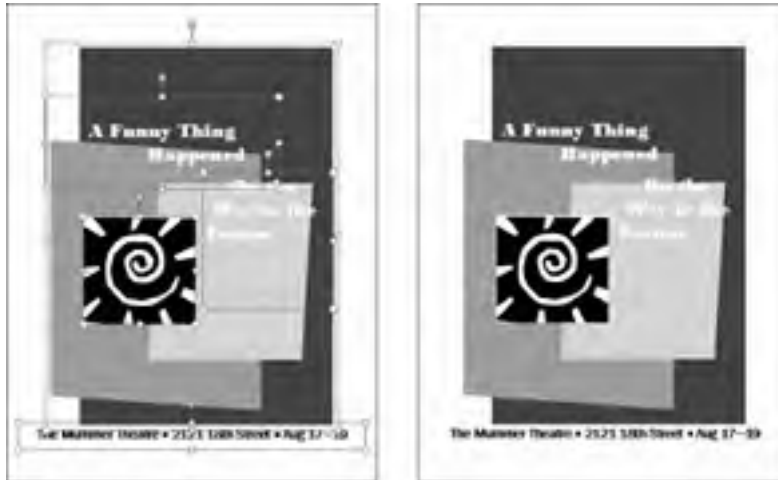 A Funny Thing
Happened
On the
Way to the
Forum
The Mummer Theatre • 2121 18th Street • Aug 17–19
A Funny Thing
Happened
On the
Way to the
Forum
The Mummer Theatre • 2121 18th Street • Aug 17–19